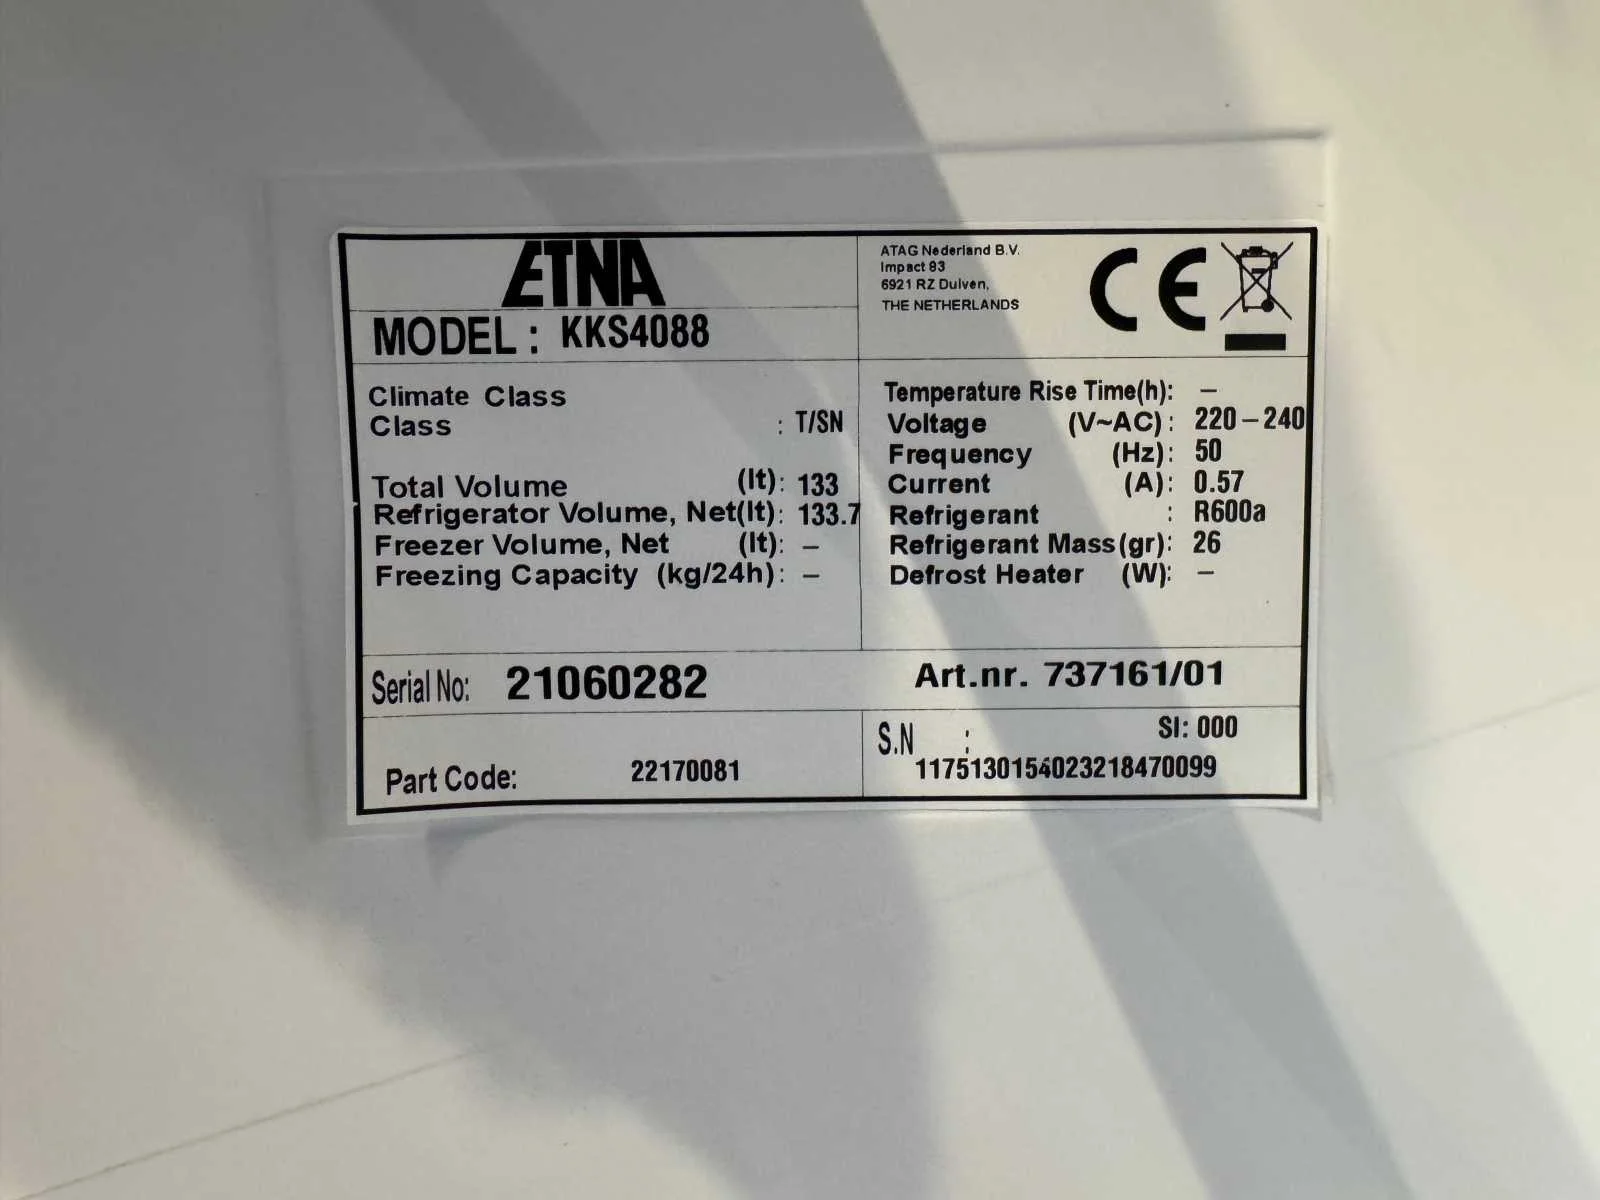 ETNA
MODEL: KKS4088
ATAG Nederland B.V.
Impact 83
6921 RZ Duiven,
THE NETHERLANDS
CE
Climate Class
Class : T/SN
Total Volume (lt): 133
Refrigerator Volume, Net(lt): 133.7
Freezer Volume, Net (lt): –
Freezing Capacity (kg/24h): –
Temperature Rise Time(h): –
Voltage (V~AC): 220–240
Frequency (Hz): 50
Current (A): 0.57
Refrigerant : R600a
Refrigerant Mass(gr): 26
Defrost Heater (W): –
Serial No: 21060282
Art.nr. 737161/01
Part Code: 22170081
S.N : SI: 000
1175130154023218470099